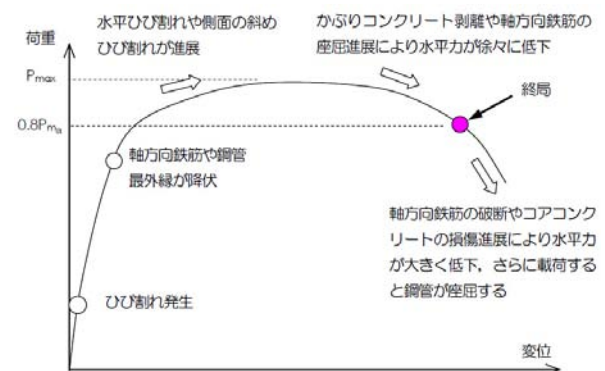 水平ひび割れや側面の斜め
ひび割れが進展
かぶりコンクリート剥離や軸方向鉄筋の
座屈進展により水平力が徐々に低下
荷重
Pmax
終局
0.8Pma
軸方向鉄筋や鋼管
最外縁が降伏
軸方向鉄筋の破断やコアコンク
リートの損傷進展により水平力
が大きく低下，さらに載荷する
と鋼管が座屈する
ひび割れ発生
変位